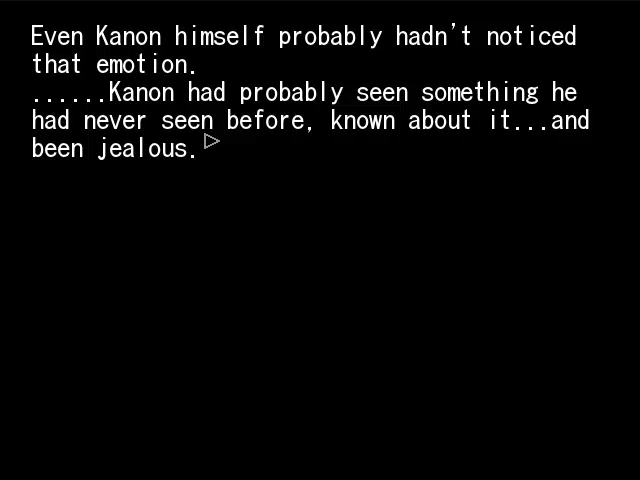 Even Kanon himself probably hadn't noticed
that emotion.
......Kanon had probably seen something he
had never seen before, known about it...and
been jealous.